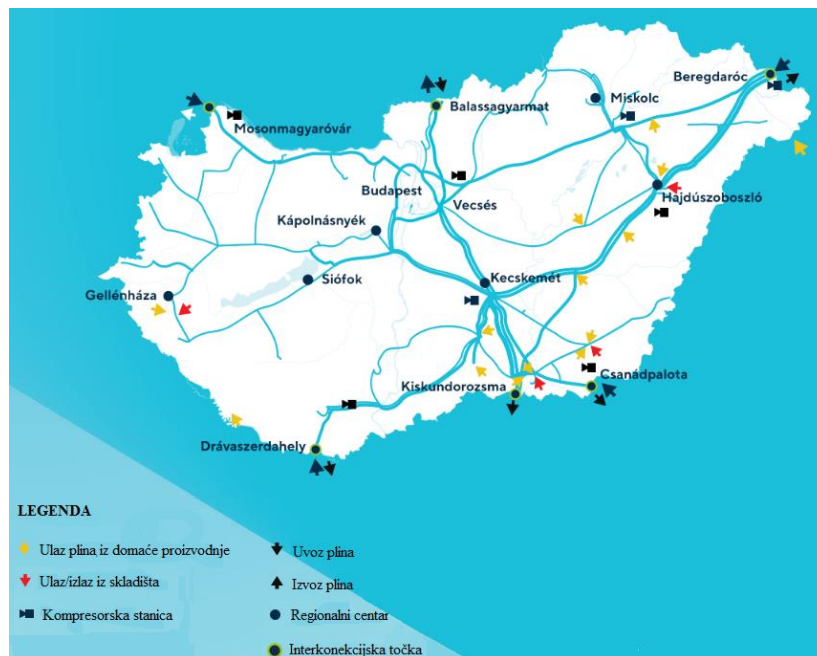 Beregdaróc
Balassagyarmat
Miskolc
Mosonmagyaróvár
Budapest
Vecsés
Hajdúszoboszló
Kápolnásnyék
Kecskemét
Siófok
Gellénháza
Csanádpalota
Kiskundorozsma
Drávaszerdahely
LEGENDA
Ulaz plina iz domaće proizvodnje
Ulaz/izlaz iz skladišta
Kompresorska stanica
Uvoz plina
Izvoz plina
Regionalni centar
Interkonekcijska točka